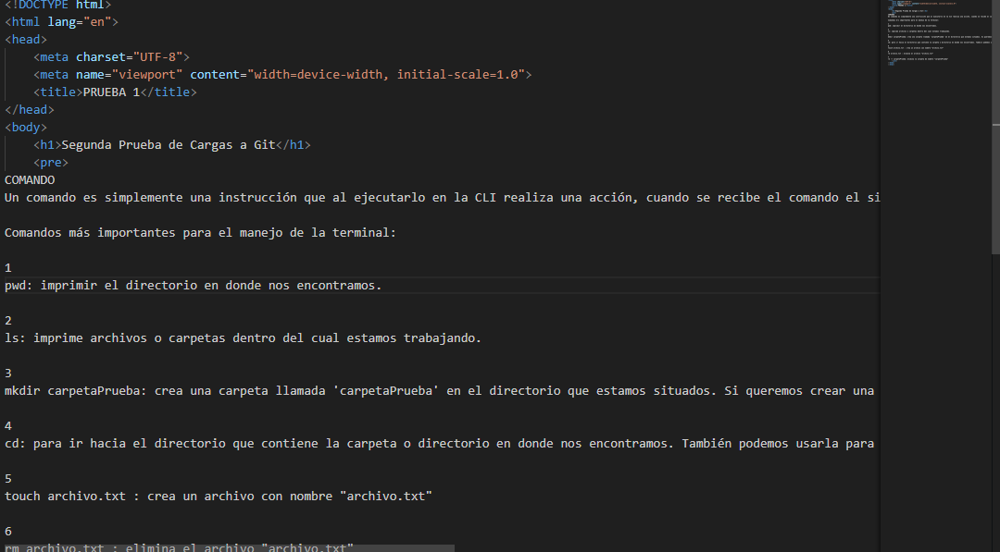 <!DOCTYPE html>
<html lang="en">
<head>
    <meta charset="UTF-8">
    <meta name="viewport" content="width=device-width, initial-scale=1.0">
    <title>PRUEBA 1</title>
</head>
<body>
    <h1>Segunda Prueba de Cargas a Git</h1>
    <pre>
COMANDO
Un comando es simplemente una instrucción que al ejecutarlo en la CLI realiza una acción, cuando se recibe el comando el si
Comandos más importantes para el manejo de la terminal:
1
pwd: imprimir el directorio en donde nos encontramos.
2
ls: imprime archivos o carpetas dentro del cual estamos trabajando.
3
mkdir carpetaPrueba: crea una carpeta llamada 'carpetaPrueba' en el directorio que estamos situados. Si queremos crear una
4
cd: para ir hacia el directorio que contiene la carpeta o directorio en donde nos encontramos. También podemos usarla para
5
touch archivo.txt : crea un archivo con nombre "archivo.txt"
6
rm archivo.txt : elimina el archivo "archivo.txt"